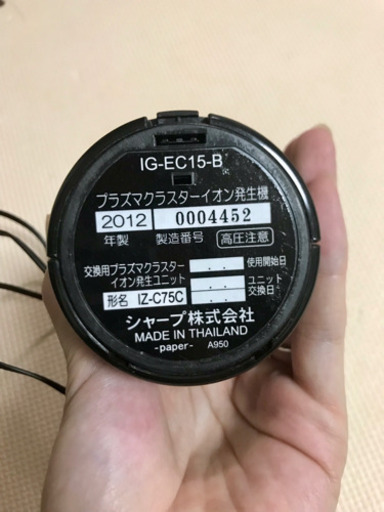 IG-EC15-B
プラズマクラスターイオン発生機
2012 0004452
年製 製造番号 高圧注意
交換用プラズマクラスター
イオン発生ユニット
使用開始日
ユニット
交換日
形名 IZ-C75C
シャープ株式会社
MADE IN THAILAND
-paper- A950